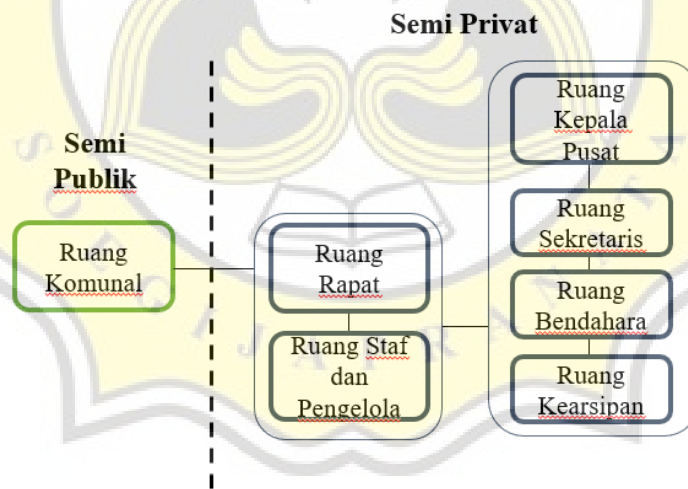 Semi Privat
Semi
Publik
Ruang
Komunal
Ruang
Rapat
Ruang Staf
dan
Pengelola
Ruang
Kepala
Pusat
Ruang
Sekretaris
Ruang
Bendahara
Ruang
Kearsipan